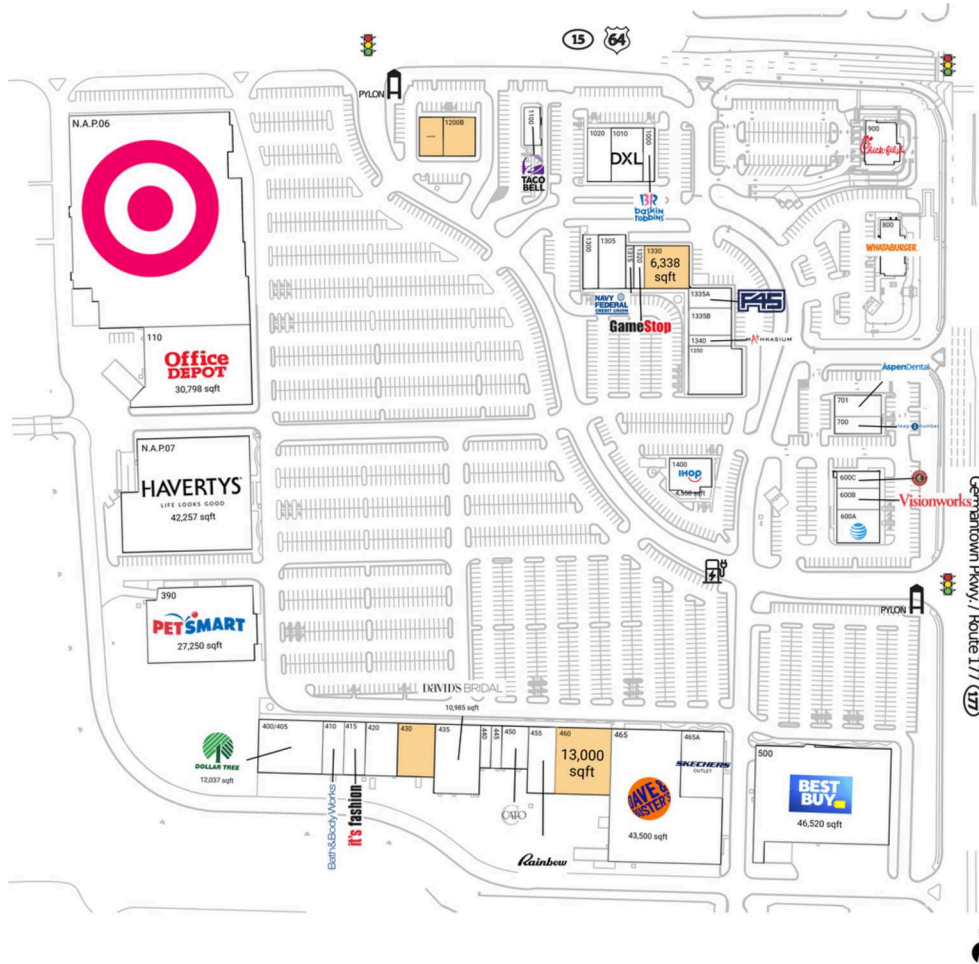 15
64
PYLON
N.A.P.06
1200B
1100
TACO
BELL
1020
1010
1000
DXL
BR
baskin
robbins
900
Chick-fil-A
800
WHATABURGER
1300
1305
1315
1320
1330
6,338
sqft
NAVY
FEDERAL
CREDIT UNION
GameStop
1335A
F45
1335B
1340
MATHNASIUM
1350
110
Office
DEPOT
30,798 sqft
AspenDental
701
700
sleep number
N.A.P.07
HAVERTYS
LIFE LOOKS GOOD
42,257 sqft
1400
IHOP
4,550 sqft
600C
600B
Visionworks
600A
Germantown Pkwy. / Route 177
177
390
PETSMART
27,250 sqft
PYLON
DAVID'S BRIDAL
10,985 sqft
400/405
410
415
420
430
435
440
445
450
455
460
465
465A
500
13,000
sqft
DOLLAR TREE
12,037 sqft
SKECHERS
OUTLET
DAVE &
BUSTER'S
43,500 sqft
BEST
BUY
46,520 sqft
Bath&BodyWorks
it's fashion
CATO
Rainbow